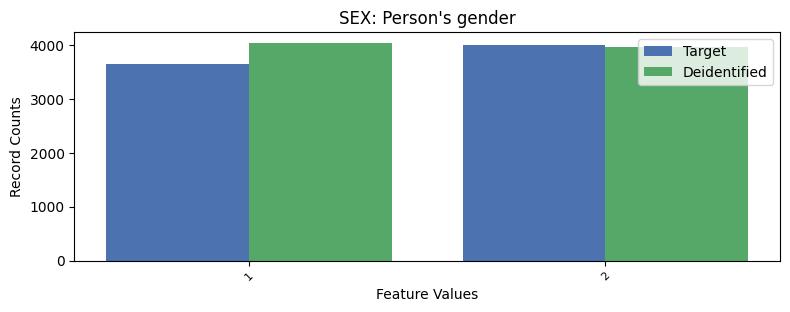 SEX: Person's gender
Target
Deidentified
4000
3000
2000
1000
0
Record Counts
1
2
Feature Values